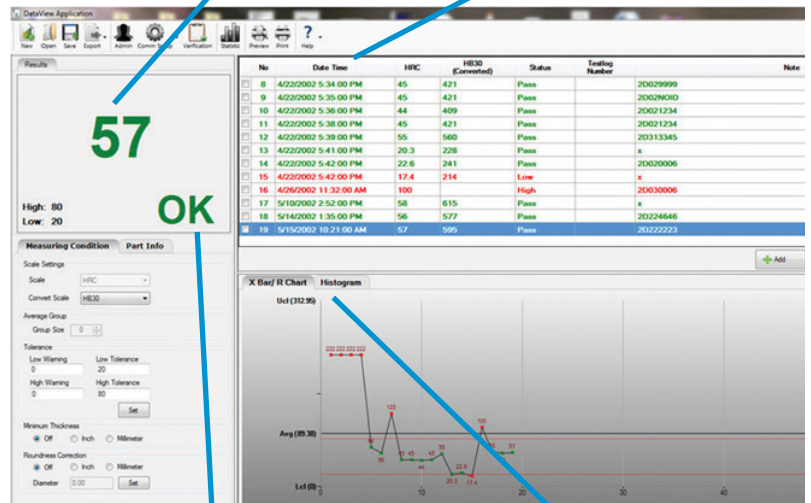 DataView Application
New Open Save Export Admin Comm Setup Verification Statistic Preview Print Help
Results
57
High: 80
Low: 20
OK
No Date Time HRC HB30 (Converted) Status Testlog Number Note
8 4/22/2002 5:34:00 PM 45 421 Pass 2D029999
9 4/22/2002 5:35:00 PM 45 421 Pass 2D02NOID
10 4/22/2002 5:36:00 PM 44 409 Pass 2D021234
11 4/22/2002 5:38:00 PM 45 421 Pass 2D021234
12 4/22/2002 5:39:00 PM 55 560 Pass 2D313345
13 4/22/2002 5:41:00 PM 20.3 228 Pass x
14 4/22/2002 5:42:00 PM 22.6 241 Pass 2D020006
15 4/22/2002 5:42:00 PM 17.4 214 Low x
16 4/26/2002 11:32:00 AM 100 High 2D030006
17 5/10/2002 2:52:00 PM 58 615 Pass x
18 5/14/2002 1:35:00 PM 56 577 Pass 2D224646
19 5/15/2002 10:21:00 AM 57 595 Pass 2D222223
Add
Measuring Condition Part Info
Scale Settings
Scale HRC
Convert Scale HB30
Average Group
Group Size 0
Tolerance
Low Warning Low Tolerance
0 20
High Warning High Tolerance
0 80
Set
Minimum Thickness
Off Inch Millimeter
Roundness Correction
Off Inch Millimeter
Diameter 0.00 Set
X Bar/ R Chart Histogram
Ucl (312.95)
222 222 222 222
123
100
56
45 45 44 45 55
20.3 22.6 17.4
57
Avg (89.38)
Lcl (0)
0 10 20 30 40